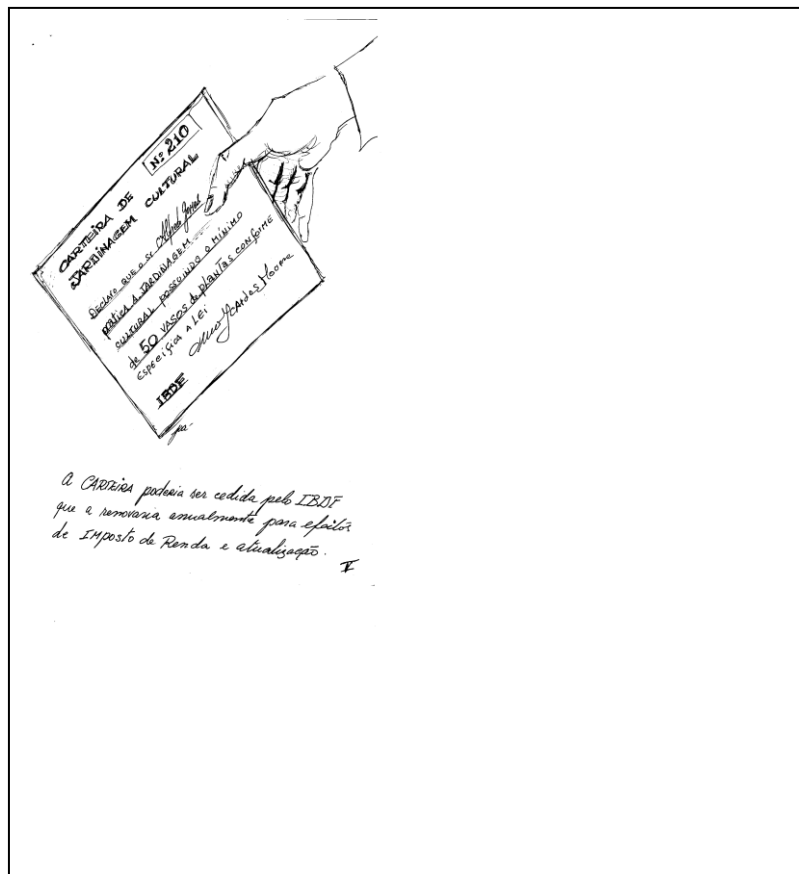 Nº 210
CARTEIRA DE
JARDINAGEM CULTURAL
Declaro que o sr Alfredo
pratica a JARDINAGEM
CULTURAL possuindo o mínimo
de 50 VASOS de plantas conforme
especifica a LEI
IBDF
A CARTEIRA poderia ser cedida pelo IBDF
que a renovaria anualmente para efeitos
de IMPOSTO de Renda e atualização.
V